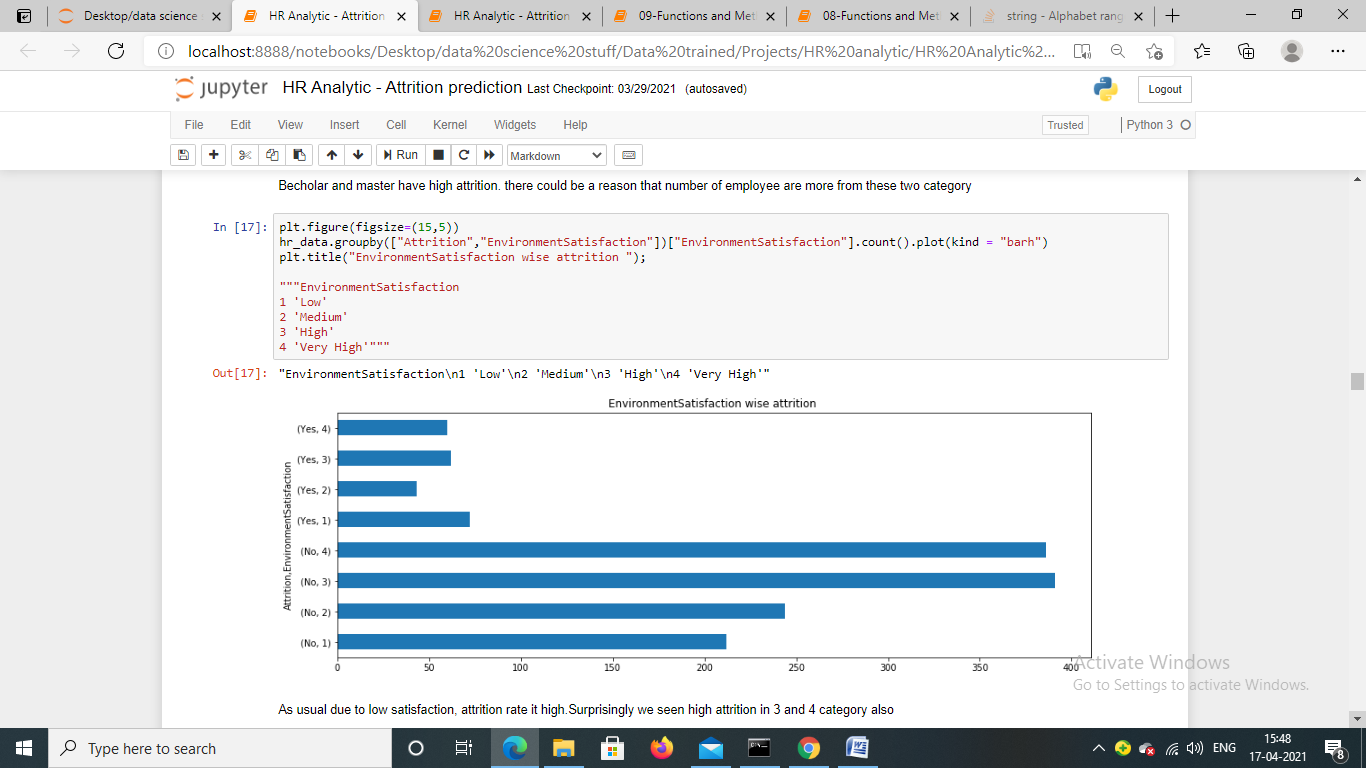 Desktop/data science
HR Analytic - Attrition
HR Analytic - Attrition
09-Functions and Met
08-Functions and Met
string - Alphabet rang
localhost:8888/notebooks/Desktop/data%20science%20stuff/Data%20trained/Projects/HR%20analytic/HR%20Analytic%2...
jupyter HR Analytic - Attrition prediction Last Checkpoint: 03/29/2021 (autosaved)
Logout
File Edit View Insert Cell Kernel Widgets Help
Trusted
Python 3
Run
Markdown
Becholar and master have high attrition. there could be a reason that number of employee are more from these two category
In [17]: plt.figure(figsize=(15,5))
hr_data.groupby(["Attrition","EnvironmentSatisfaction"])["EnvironmentSatisfaction"].count().plot(kind = "barh")
plt.title("EnvironmentSatisfaction wise attrition ");
"""EnvironmentSatisfaction
1 'Low'
2 'Medium'
3 'High'
4 'Very High'"""
Out[17]: "EnvironmentSatisfaction\n1 'Low'\n2 'Medium'\n3 'High'\n4 'Very High'"
EnvironmentSatisfaction wise attrition
Attrition,EnvironmentSatisfaction
(Yes, 4)
(Yes, 3)
(Yes, 2)
(Yes, 1)
(No, 4)
(No, 3)
(No, 2)
(No, 1)
0 50 100 150 200 250 300 350 400
Activate Windows
Go to Settings to activate Windows.
As usual due to low satisfaction, attrition rate it high.Surprisingly we seen high attrition in 3 and 4 category also
Type here to search
ENG
15:48
17-04-2021
8